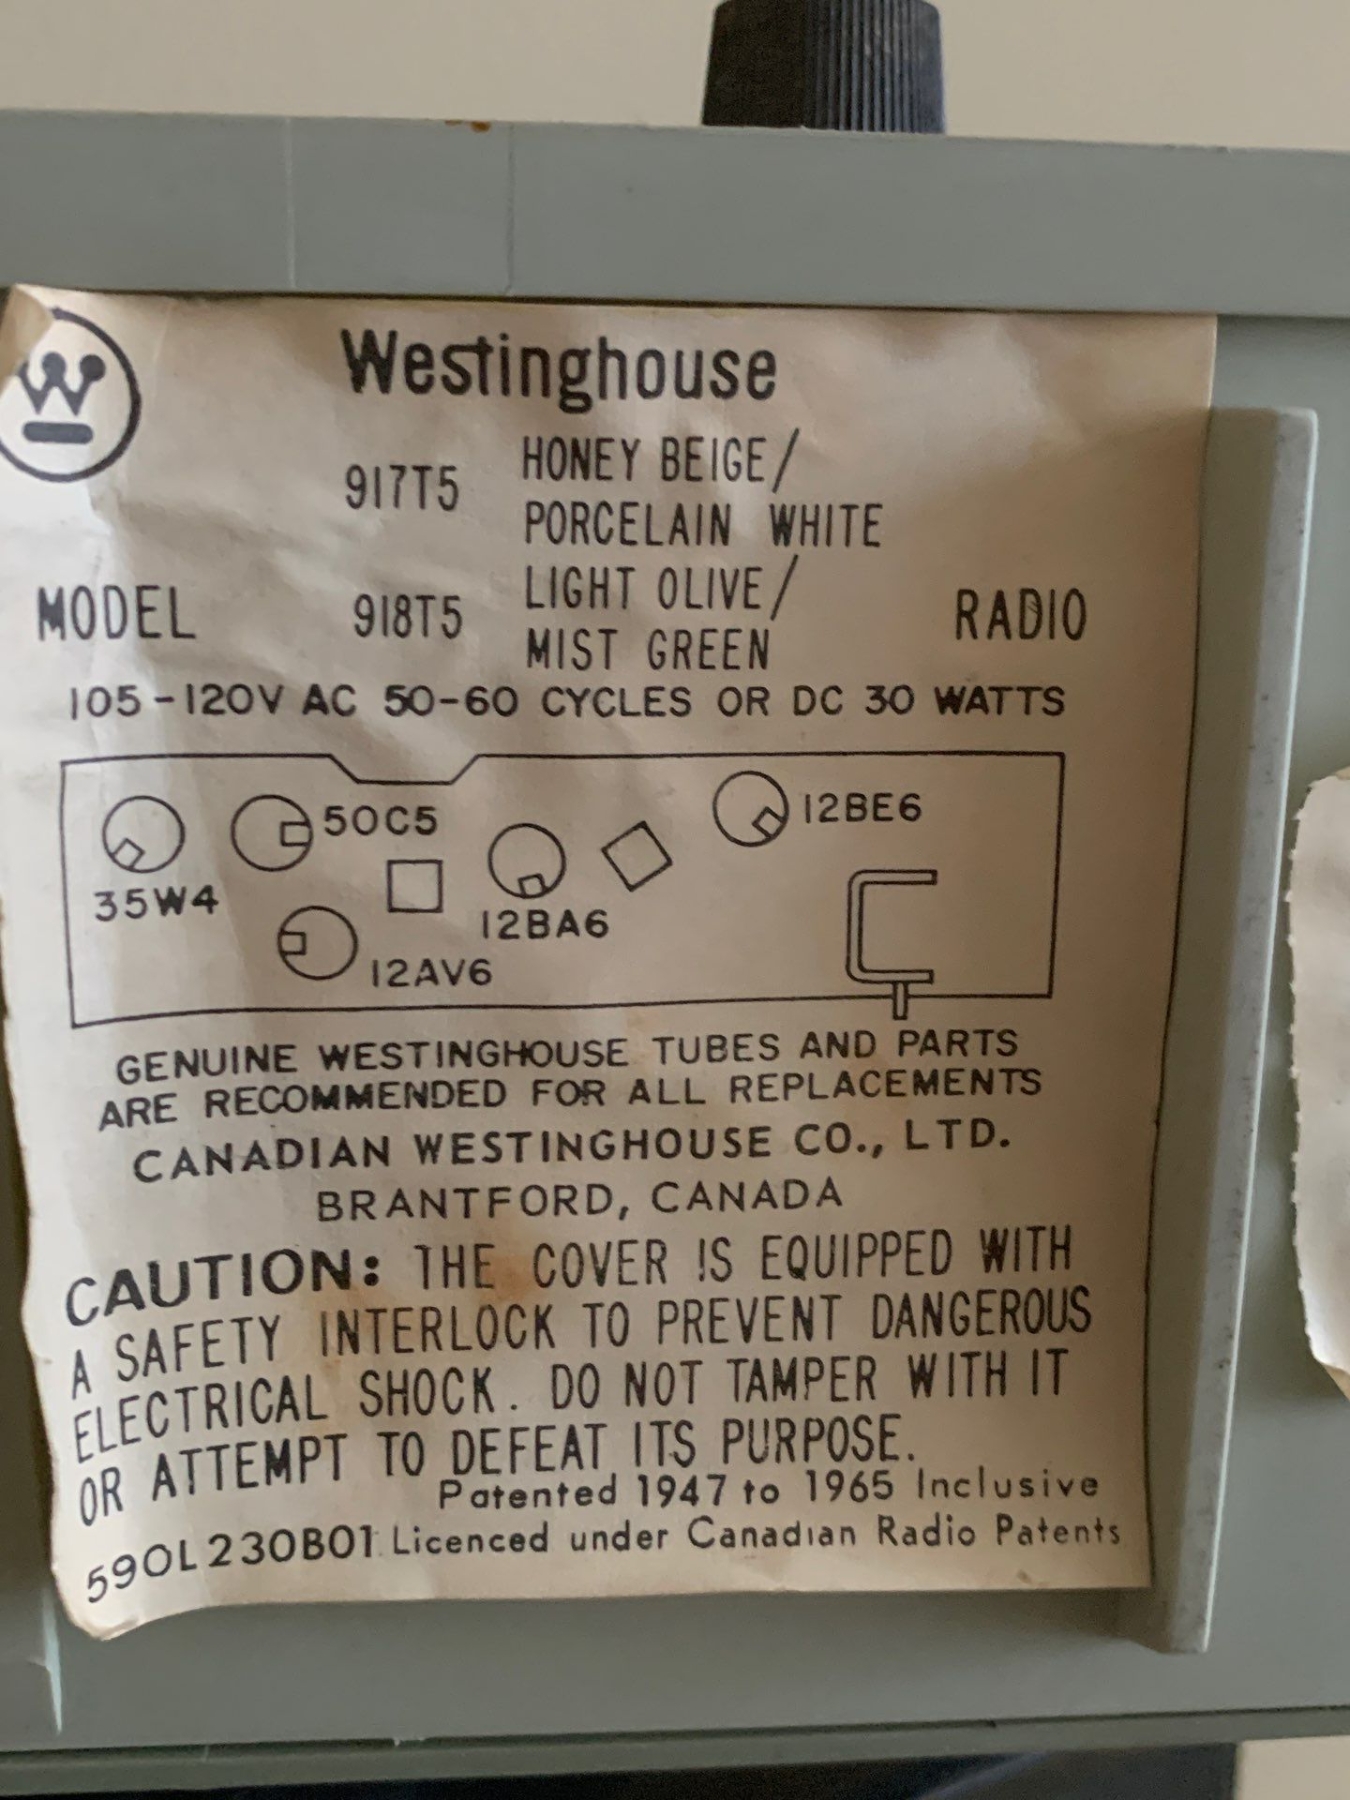 W
Westinghouse
917T5 HONEY BEIGE/
PORCELAIN WHITE
MODEL 918T5 LIGHT OLIVE/
MIST GREEN RADIO
105-120V AC 50-60 CYCLES OR DC 30 WATTS
35W4
50C5
12AV6
12BA6
12BE6
GENUINE WESTINGHOUSE TUBES AND PARTS
ARE RECOMMENDED FOR ALL REPLACEMENTS
CANADIAN WESTINGHOUSE CO., LTD.
BRANTFORD, CANADA
CAUTION: THE COVER IS EQUIPPED WITH
A SAFETY INTERLOCK TO PREVENT DANGEROUS
ELECTRICAL SHOCK. DO NOT TAMPER WITH IT
OR ATTEMPT TO DEFEAT ITS PURPOSE.
Patented 1947 to 1965 Inclusive
590L230B01 Licenced under Canadian Radio Patents